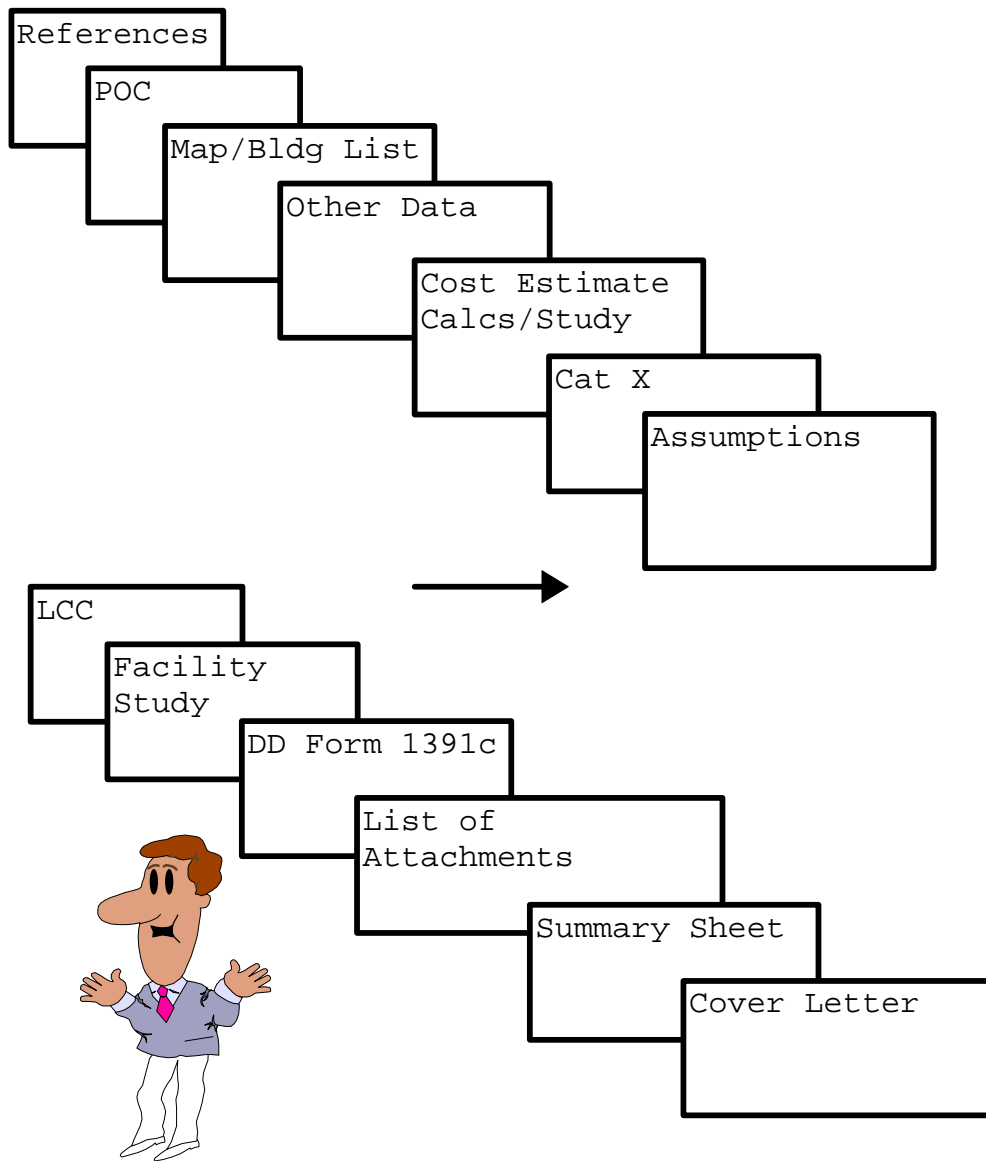 References
POC
Map/Bldg List
Other Data
Cost Estimate
Calcs/Study
Cat X
Assumptions
LCC
Facility
Study
DD Form 1391c
List of
Attachments
Summary Sheet
Cover Letter